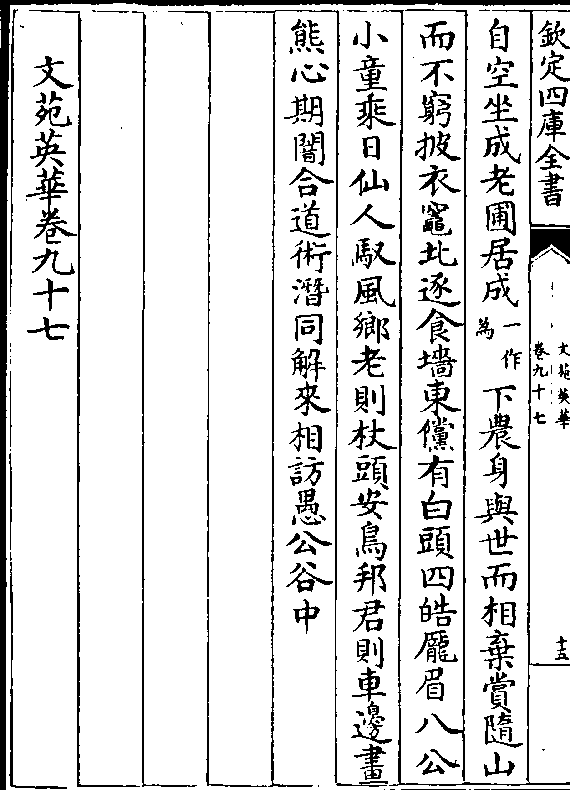 欽定四庫全書
文苑英華
卷九十七
十五
自空坐成老圃居成一作為下農身與世而相棄賞隨山
而不窮披衣竈北逐食墻東儻有白頭四皓龎眉八公
小童乘日仙人馭風鄉老則杖頭安鳥邦君則車邊畫
熊心期闇合道術潛同解來相訪愚公谷中
文苑英華卷九十七